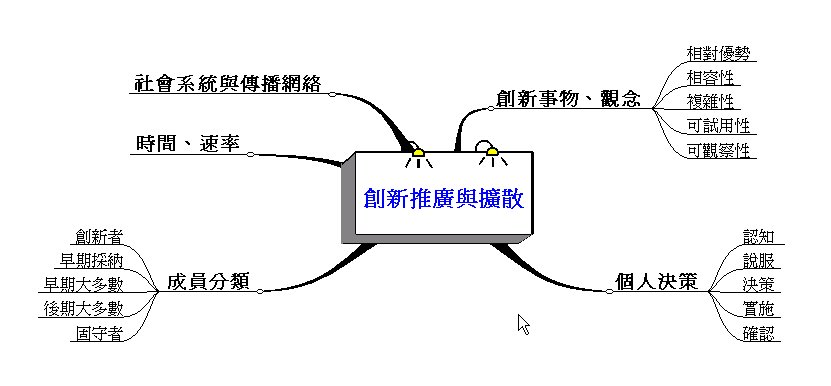 創新推廣與擴散
社會系統與傳播網絡
時間、速率
成員分類
創新者
早期採納
早期大多數
後期大多數
固守者
創新事物、觀念
相對優勢
相容性
複雜性
可試用性
可觀察性
個人決策
認知
說服
決策
實施
確認